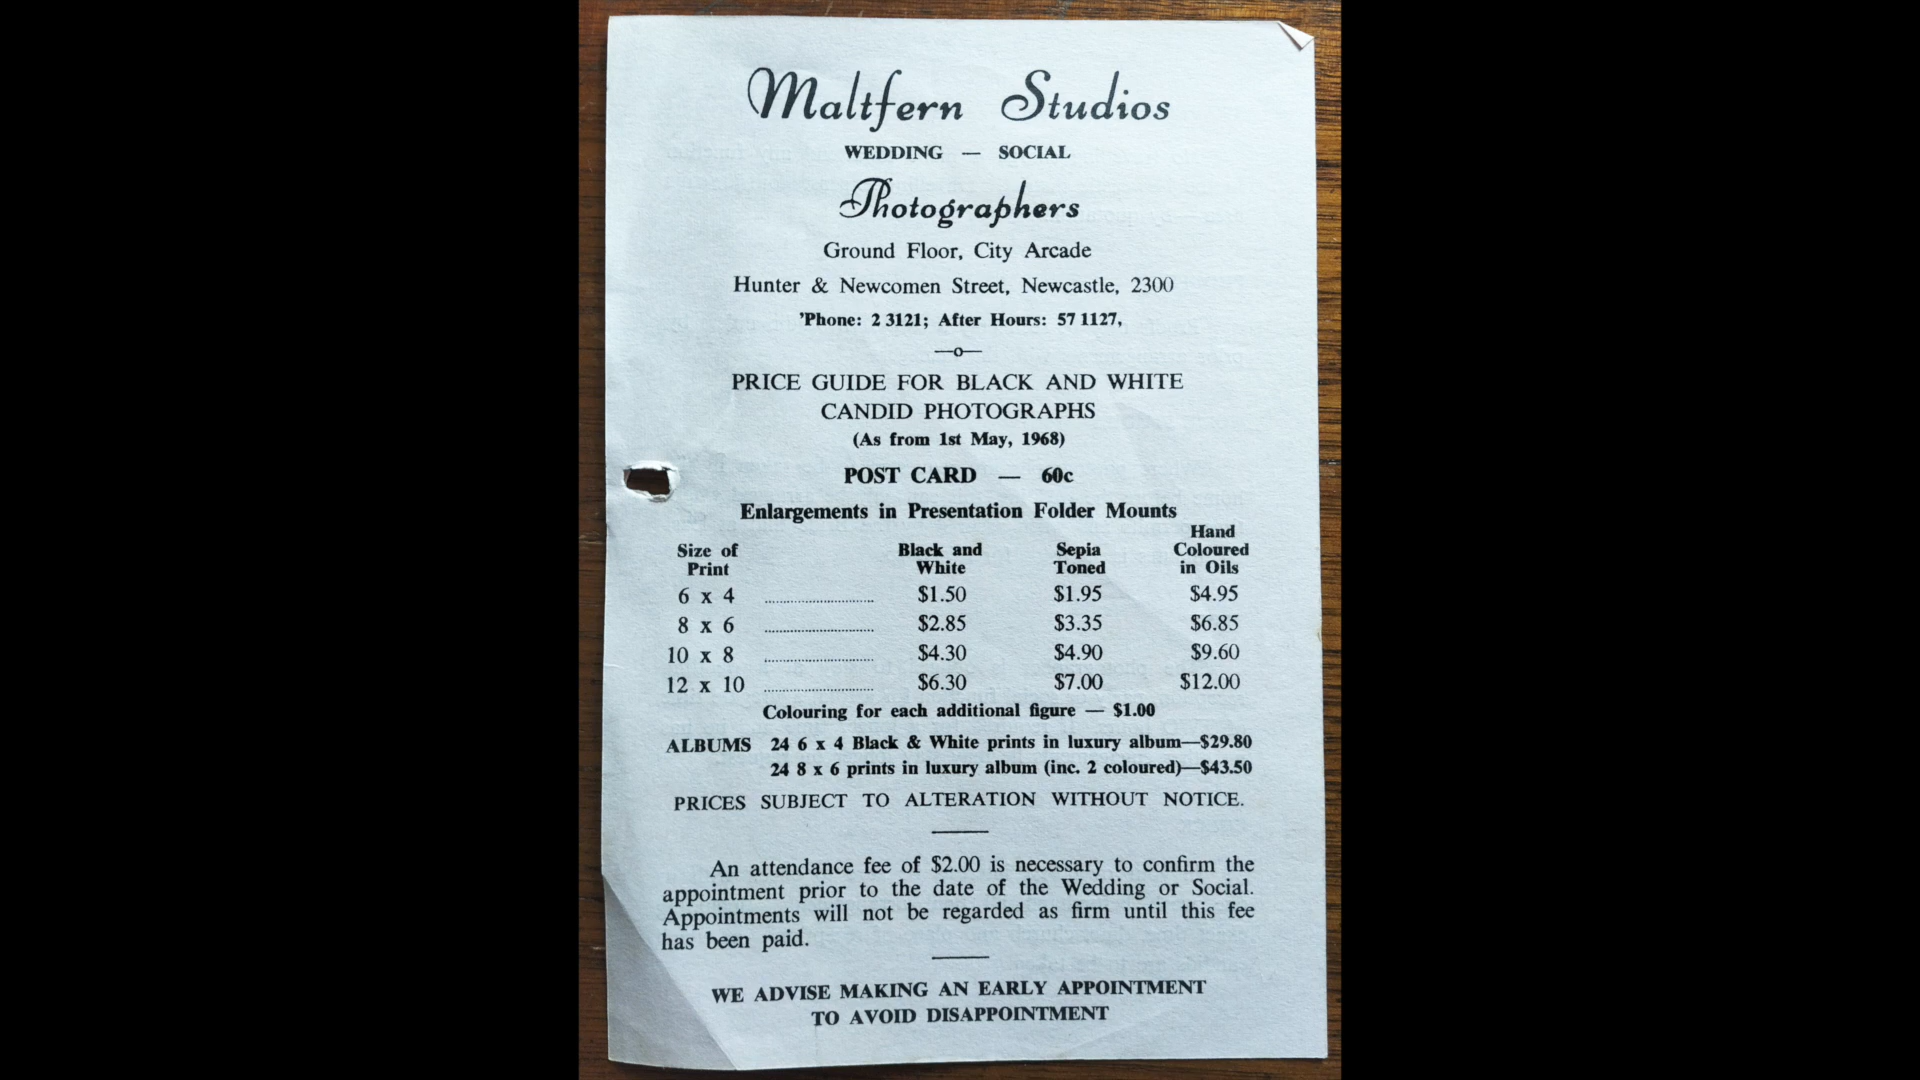 Maltfern Studios
WEDDING — SOCIAL
Photographers
Ground Floor, City Arcade
Hunter & Newcomen Street, Newcastle, 2300
'Phone: 2 3121; After Hours: 57 1127,
—o—
PRICE GUIDE FOR BLACK AND WHITE
CANDID PHOTOGRAPHS
(As from 1st May, 1968)
POST CARD — 60c
Enlargements in Presentation Folder Mounts
Size of Print Black and White Sepia Toned Hand Coloured in Oils
6 x 4 .............................. $1.50 $1.95 $4.95
8 x 6 .............................. $2.85 $3.35 $6.85
10 x 8 .............................. $4.30 $4.90 $9.60
12 x 10 .............................. $6.30 $7.00 $12.00
Colouring for each additional figure — $1.00
ALBUMS 24 6 x 4 Black & White prints in luxury album—$29.80
24 8 x 6 prints in luxury album (inc. 2 coloured)—$43.50
PRICES SUBJECT TO ALTERATION WITHOUT NOTICE.
An attendance fee of $2.00 is necessary to confirm the
appointment prior to the date of the Wedding or Social.
Appointments will not be regarded as firm until this fee
has been paid.
WE ADVISE MAKING AN EARLY APPOINTMENT
TO AVOID DISAPPOINTMENT